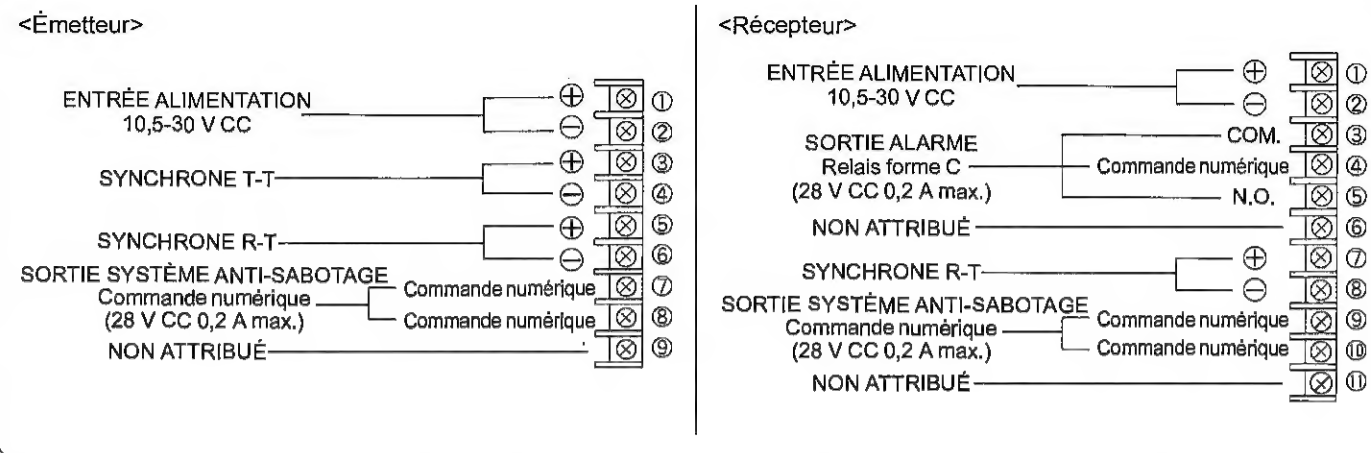 <Émetteur>
ENTRÉE ALIMENTATION
10,5-30 V CC
⊕ ①
⊖ ②
SYNCHRONE T-T
⊕ ③
⊖ ④
SYNCHRONE R-T
⊕ ⑤
⊖ ⑥
SORTIE SYSTÈME ANTI-SABOTAGE
Commande numérique
(28 V CC 0,2 A max.)
Commande numérique ⑦
Commande numérique ⑧
NON ATTRIBUÉ ⑨
<Récepteur>
ENTRÉE ALIMENTATION
10,5-30 V CC
⊕ ①
⊖ ②
SORTIE ALARME
Relais forme C
(28 V CC 0,2 A max.)
COM. ③
Commande numérique ④
N.O. ⑤
NON ATTRIBUÉ ⑥
SYNCHRONE R-T
⊕ ⑦
⊖ ⑧
SORTIE SYSTÈME ANTI-SABOTAGE
Commande numérique
(28 V CC 0,2 A max.)
Commande numérique ⑨
Commande numérique ⑩
NON ATTRIBUÉ ⑪